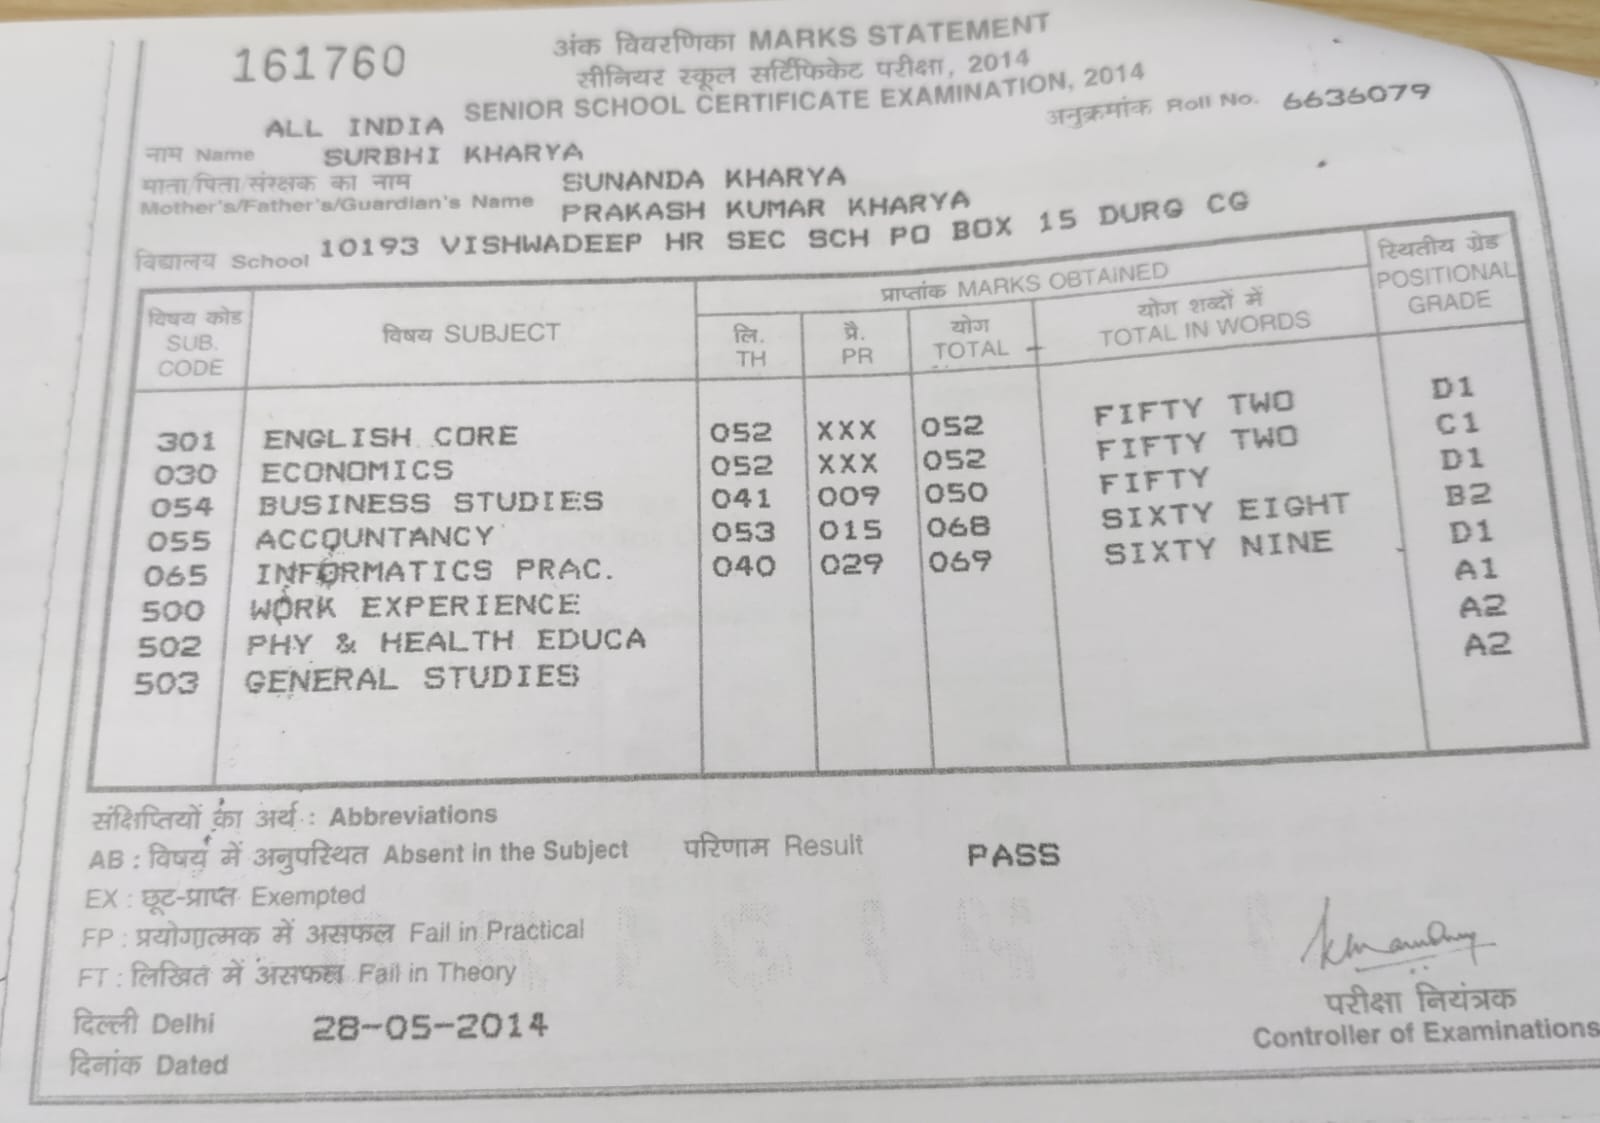 161760
अंक विवरणिका MARKS STATEMENT
सीनियर स्कूल सर्टिफिकेट परीक्षा, 2014
SENIOR SCHOOL CERTIFICATE EXAMINATION, 2014
ALL INDIA
अनुक्रमांक Roll No. 6636079
नाम Name SURBHI KHARYA
माता/पिता/संरक्षक का नाम SUNANDA KHARYA
Mother's/Father's/Guardian's Name PRAKASH KUMAR KHARYA
विद्यालय School 10193 VISHWADEEP HR SEC SCH PO BOX 15 DURG CG
विषय कोड SUB. CODE विषय SUBJECT प्राप्तांक MARKS OBTAINED स्थितीय ग्रेड POSITIONAL GRADE
लि. TH प्रै. PR योग TOTAL योग शब्दों में TOTAL IN WORDS
301 ENGLISH CORE 052 XXX 052 FIFTY TWO D1
030 ECONOMICS 052 XXX 052 FIFTY TWO C1
054 BUSINESS STUDIES 041 009 050 FIFTY D1
055 ACCOUNTANCY 053 015 068 SIXTY EIGHT B2
065 INFORMATICS PRAC. 040 029 069 SIXTY NINE D1
500 WORK EXPERIENCE A1
502 PHY & HEALTH EDUCA A2
503 GENERAL STUDIES A2
संक्षिप्तियों का अर्थ : Abbreviations
AB : विषय में अनुपस्थित Absent in the Subject परिणाम Result PASS
EX : छूट-प्राप्त Exempted
FP : प्रयोगात्मक में असफल Fail in Practical
FT : लिखित में असफल Fail in Theory
दिल्ली Delhi 28-05-2014
दिनांक Dated
परीक्षा नियंत्रक
Controller of Examinations